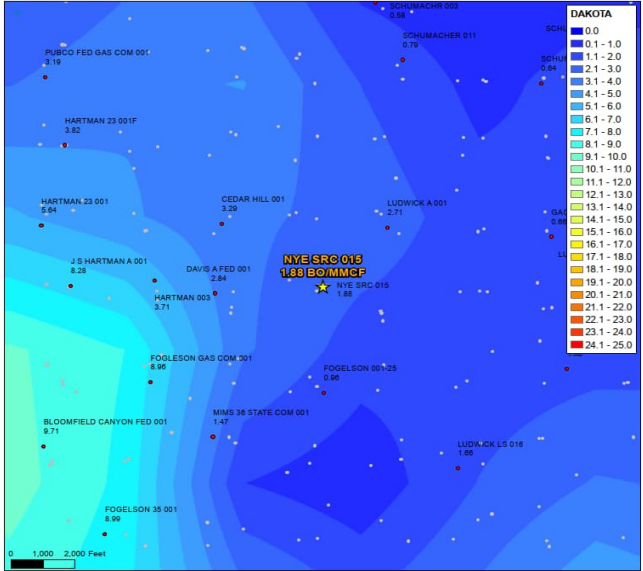 SCHUMACHR 003
0.58
SCHUMACHER 011
0.79
PUBCO FED GAS COM 001
3.19
HARTMAN 23 001F
3.82
HARTMAN 23 001
5.64
CEDAR HILL 001
3.29
LUDWICK A 001
2.71
J S HARTMAN A 001
8.28
DAVIS A FED 001
2.84
HARTMAN 003
3.71
NYE SRC 015
1.88 BO/MMCF
NYE SRC 015
1.88
FOGLESON GAS COM 001
8.96
FOGELSON 001-25
0.96
MIMS 36 STATE COM 001
1.47
BLOOMFIELD CANYON FED 001
9.71
LUDWICK LS 016
1.66
FOGELSON 35 001
8.99
0 1,000 2,000 Feet
SCHU
SCHU
0.64
GAG
0.66
LU
DAKOTA
0.0
0.1 - 1.0
1.1 - 2.0
2.1 - 3.0
3.1 - 4.0
4.1 - 5.0
5.1 - 6.0
6.1 - 7.0
7.1 - 8.0
8.1 - 9.0
9.1 - 10.0
10.1 - 11.0
11.1 - 12.0
12.1 - 13.0
13.1 - 14.0
14.1 - 15.0
15.1 - 16.0
16.1 - 17.0
17.1 - 18.0
18.1 - 19.0
19.1 - 20.0
20.1 - 21.0
21.1 - 22.0
22.1 - 23.0
23.1 - 24.0
24.1 - 25.0